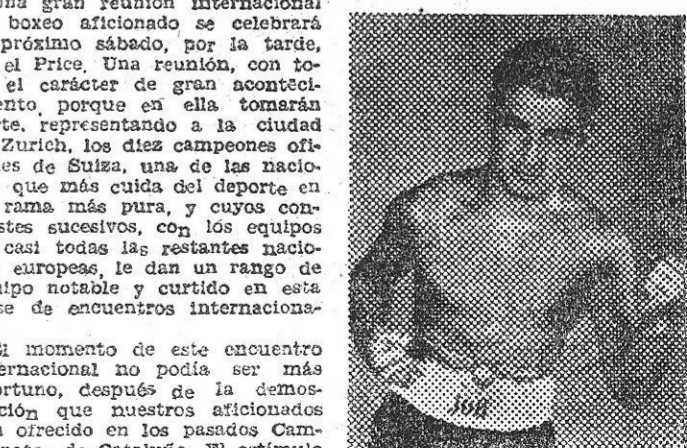 una gran reunión internacional
boxeo aficionado se celebrará
próximo sábado, por la tarde,
el Price. Una reunión, con to-
el carácter de gran aconteci-
ento porque en ella tomarán
rte. representando a la ciudad
Zurich, los diez campeones ofi-
es de Suiza, una de las nacio-
que más cuida del deporte en
rama más pura, y cuyos con-
stes sucesivos, con los equipos
casi todas las restantes nacio-
europeas, le dan un rango de
ipo notable y curtido en esta
se de encuentros internaciona-
momento de este encuentro
ernacional no podía ser más
ortuno, después de la demos-
ción que nuestros aficionados
ofrecido en los pasados Cam-
de Cataluña. El estímulo